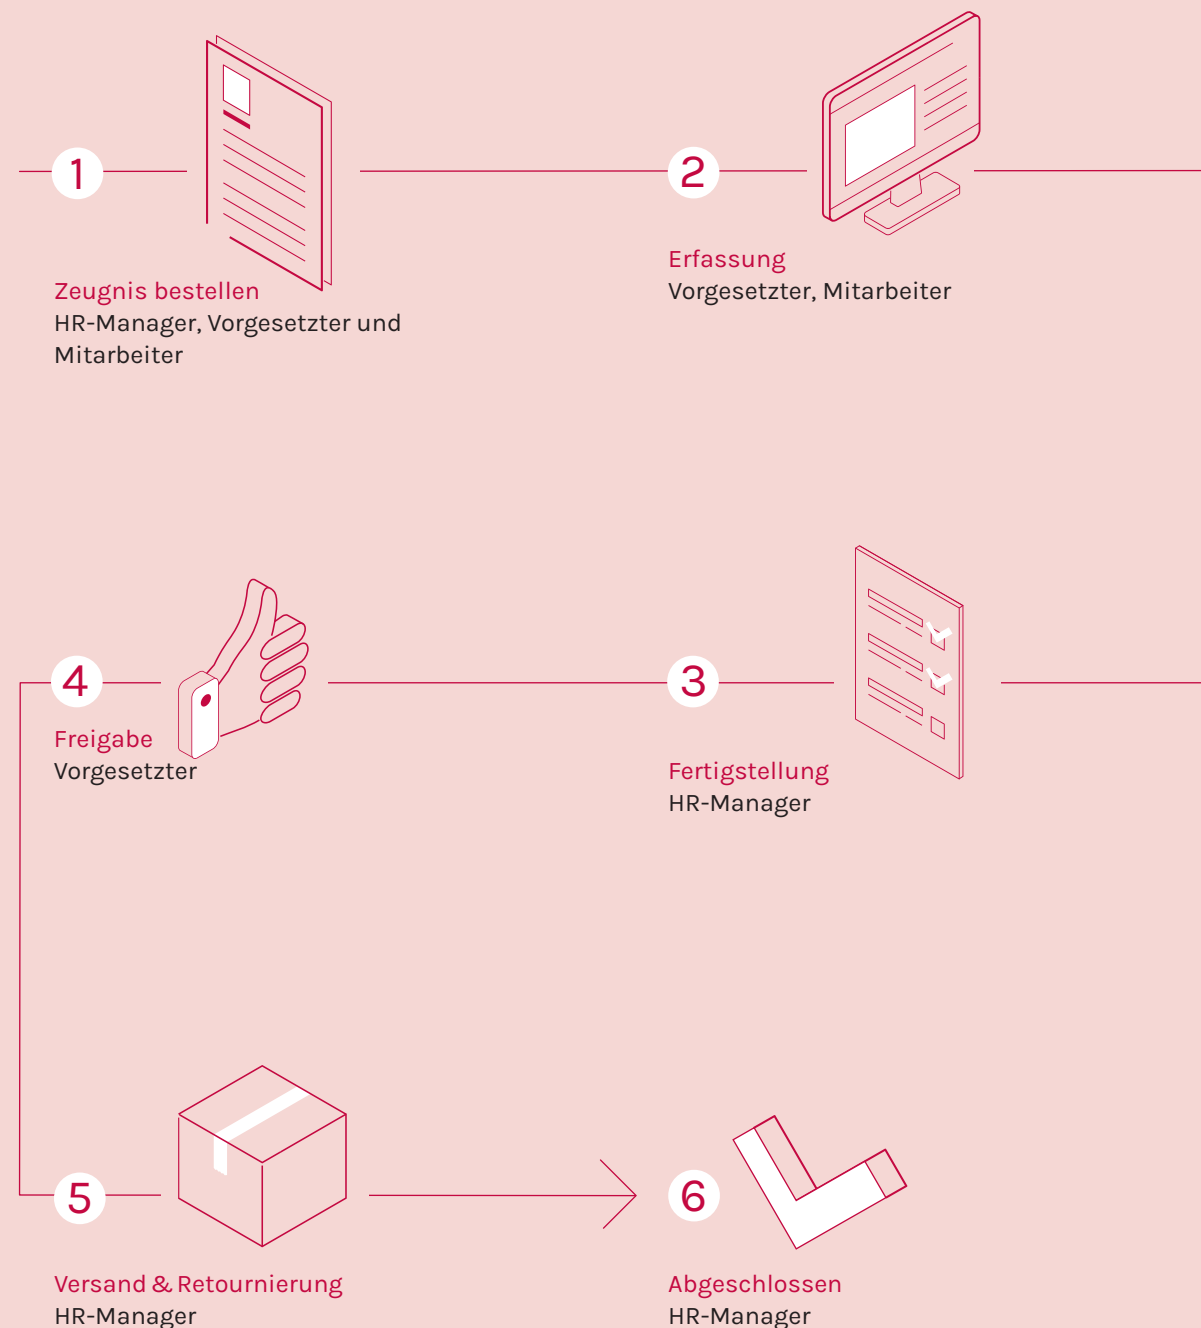 1
Zeugnis bestellen
HR-Manager, Vorgesetzter und
Mitarbeiter
2
Erfassung
Vorgesetzter, Mitarbeiter
3
Fertigstellung
HR-Manager
4
Freigabe
Vorgesetzter
5
Versand & Retournierung
HR-Manager
6
Abgeschlossen
HR-Manager